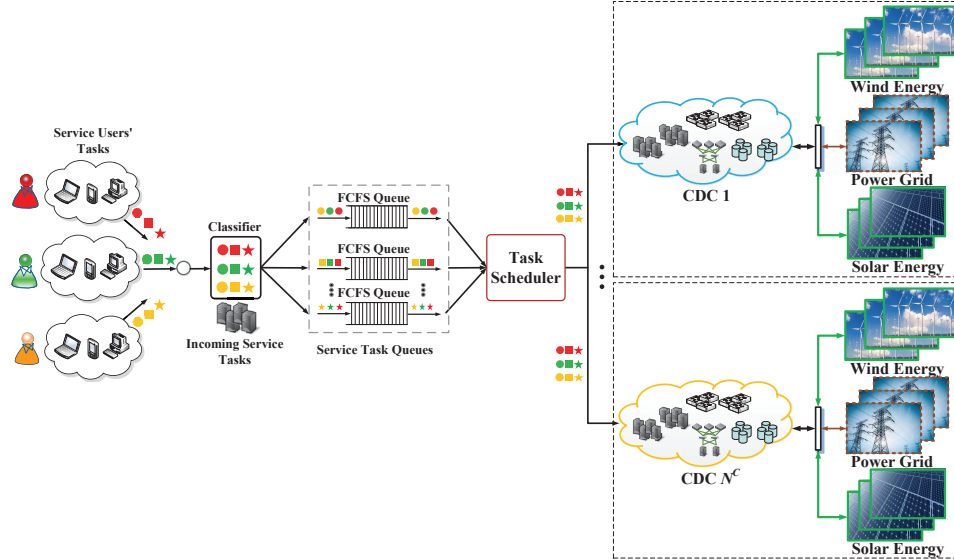 Service Users'
Tasks
Classifier
Incoming Service
Tasks
FCFS Queue
FCFS Queue
FCFS Queue
Service Task Queues
Task
Scheduler
CDC 1
Wind Energy
Power Grid
Solar Energy
CDC N^C
Wind Energy
Power Grid
Solar Energy